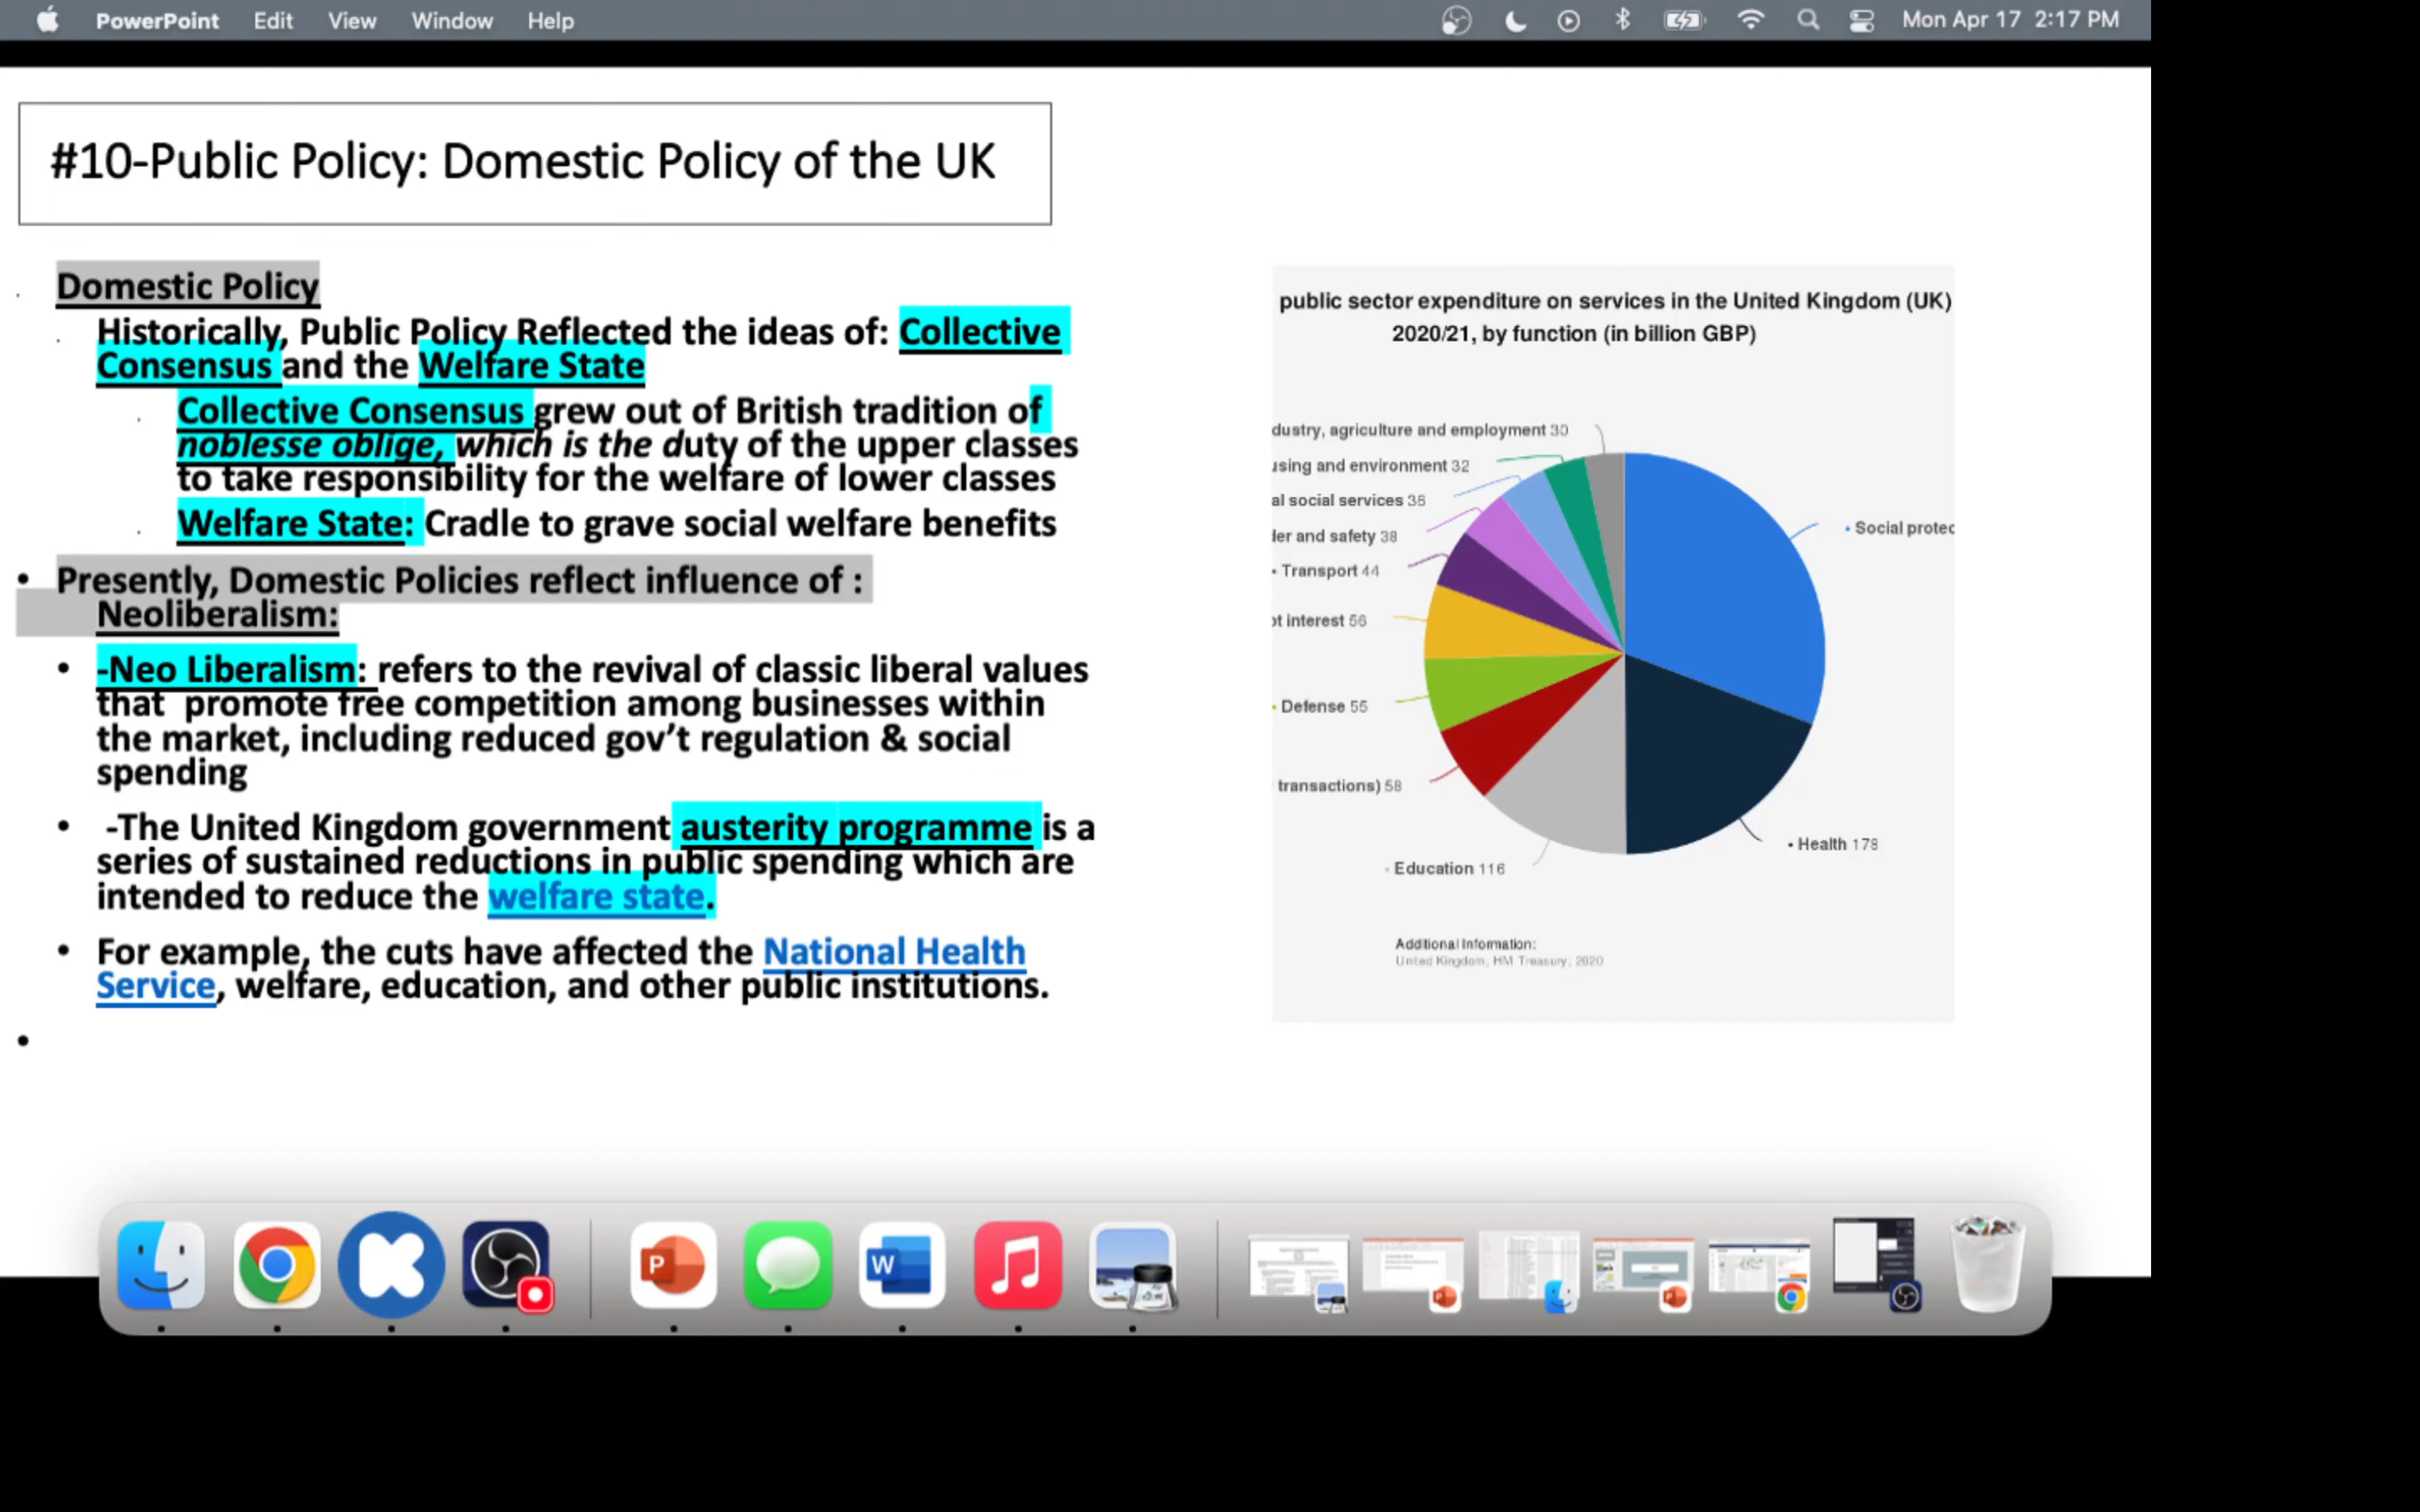 PowerPoint Edit View Window Help
Mon Apr 17 2:17 PM
#10-Public Policy: Domestic Policy of the UK
Domestic Policy
Historically, Public Policy Reflected the ideas of: Collective
Consensus and the Welfare State
Collective Consensus grew out of British tradition of
noblesse oblige, which is the duty of the upper classes
to take responsibility for the welfare of lower classes
Welfare State: Cradle to grave social welfare benefits
• Presently, Domestic Policies reflect influence of :
Neoliberalism:
• -Neo Liberalism: refers to the revival of classic liberal values
that promote free competition among businesses within
the market, including reduced gov't regulation & social
spending
• -The United Kingdom government austerity programme is a
series of sustained reductions in public spending which are
intended to reduce the welfare state.
• For example, the cuts have affected the National Health
Service, welfare, education, and other public institutions.
public sector expenditure on services in the United Kingdom (UK)
2020/21, by function (in billion GBP)
dustry, agriculture and employment 30
using and environment 32
al social services 38
der and safety 38
• Transport 44
bt interest 56
• Defense 55
transactions) 58
• Education 116
• Health 178
• Social protec
Additional Information:
United Kingdom; HM Treasury; 2020
P
W